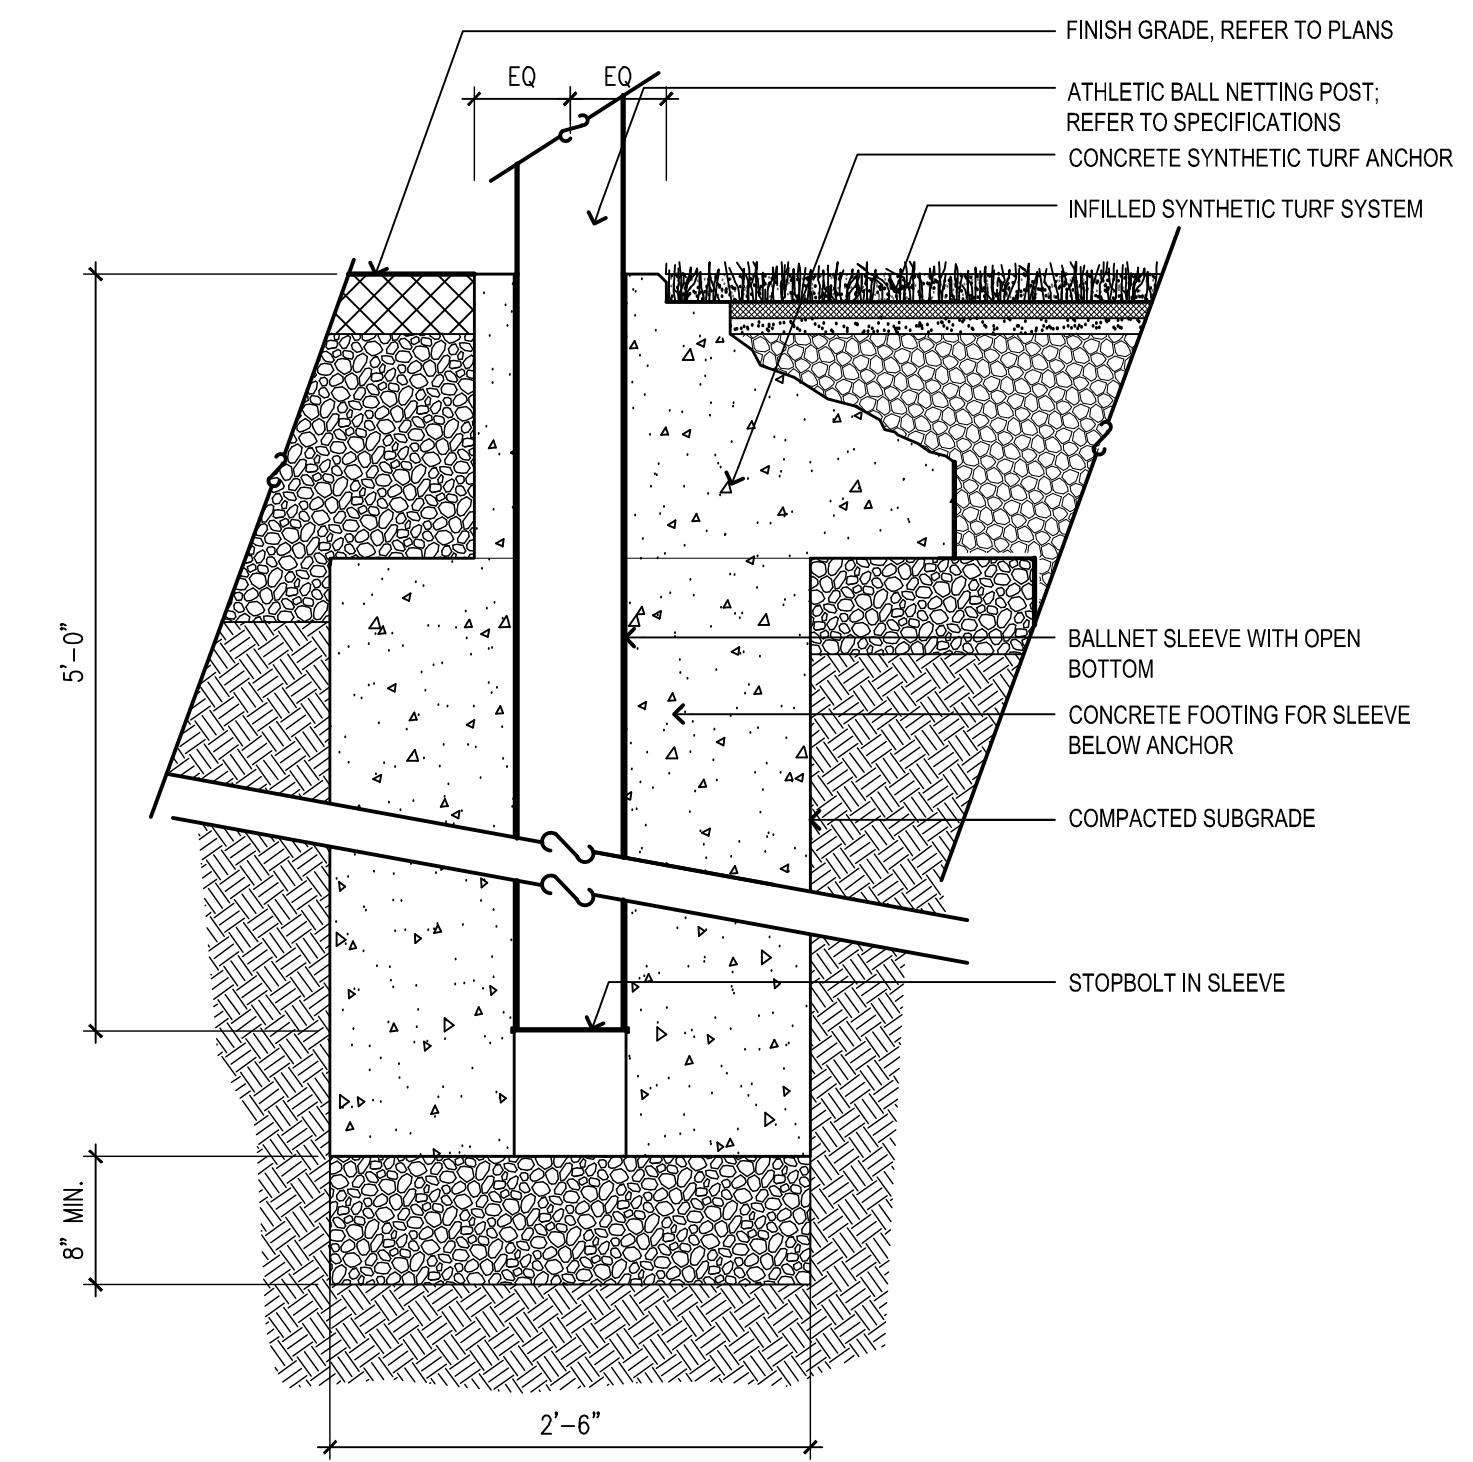 FINISH GRADE, REFER TO PLANS
EQ EQ
ATHLETIC BALL NETTING POST;
REFER TO SPECIFICATIONS
CONCRETE SYNTHETIC TURF ANCHOR
INFILLED SYNTHETIC TURF SYSTEM
5'-0"
BALLNET SLEEVE WITH OPEN
BOTTOM
CONCRETE FOOTING FOR SLEEVE
BELOW ANCHOR
COMPACTED SUBGRADE
STOPBOLT IN SLEEVE
8" MIN.
2'-6"